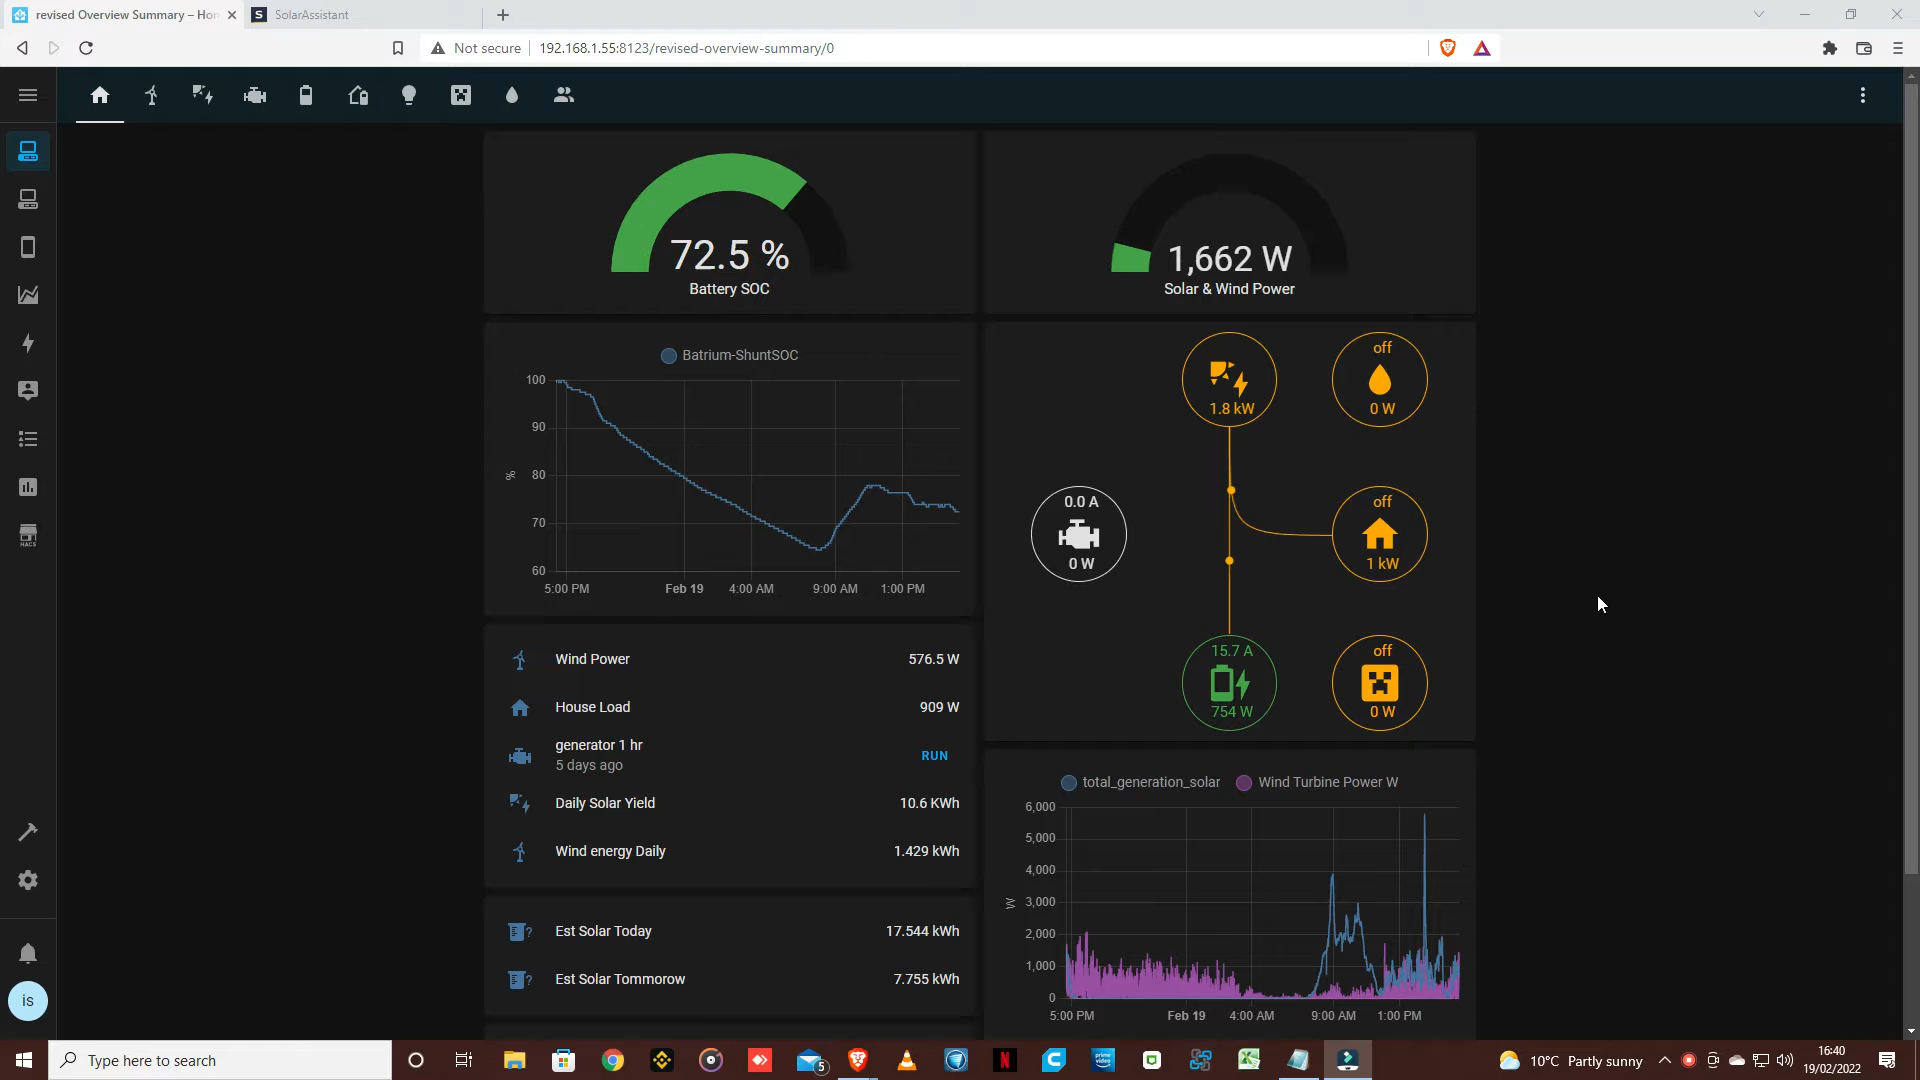 revised Overview Summary – Hom
SolarAssistant
Not secure
192.168.1.55:8123/revised-overview-summary/0
72.5 %
Battery SOC
1,662 W
Solar & Wind Power
Batrium-ShuntSOC
100
90
80
70
60
%
5:00 PM
Feb 19
4:00 AM
9:00 AM
1:00 PM
1.8 kW
off
0 W
0.0 A
0 W
off
1 kW
15.7 A
754 W
off
0 W
Wind Power
576.5 W
House Load
909 W
generator 1 hr
5 days ago
RUN
Daily Solar Yield
10.6 KWh
Wind energy Daily
1.429 kWh
Est Solar Today
17.544 kWh
Est Solar Tommorow
7.755 kWh
total_generation_solar
Wind Turbine Power W
6,000
5,000
4,000
3,000
2,000
1,000
0
W
5:00 PM
Feb 19
4:00 AM
9:00 AM
1:00 PM
HACS
is
Type here to search
5
prime video
10°C Partly sunny
16:40
19/02/2022